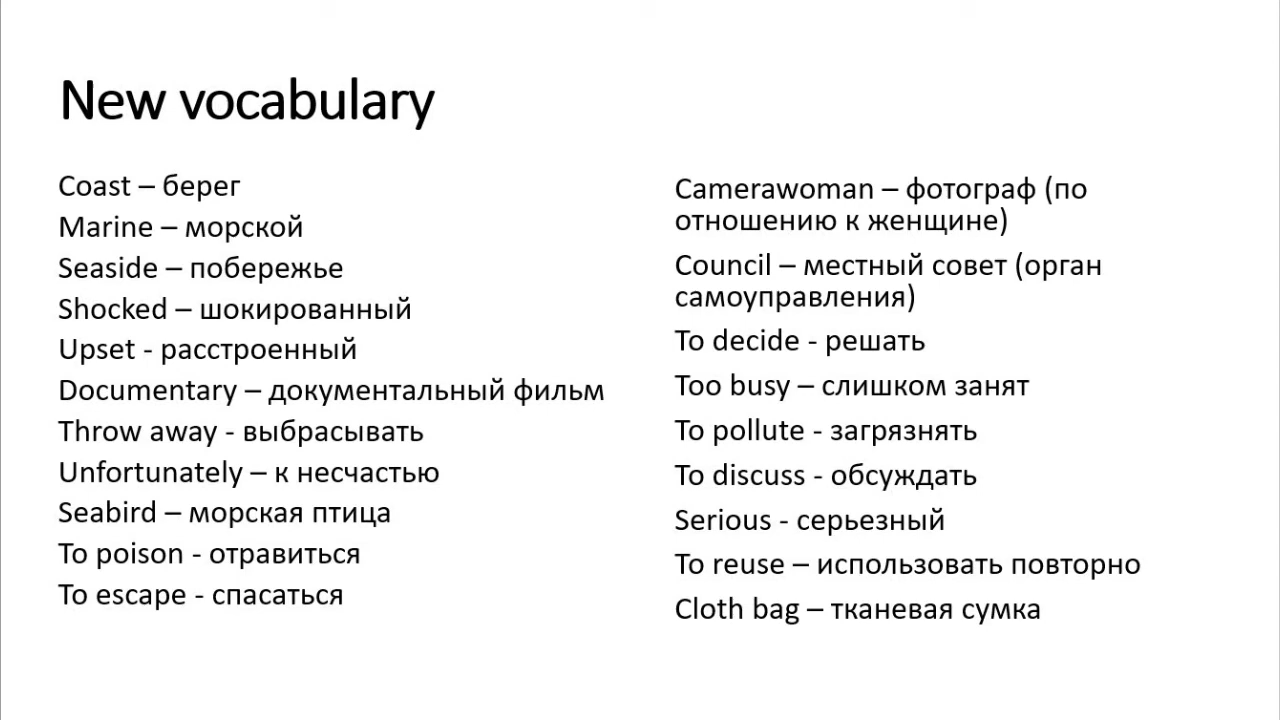 New vocabulary
Coast – берег
Marine – морской
Seaside – побережье
Shocked – шокированный
Upset - расстроенный
Documentary – документальный фильм
Throw away - выбрасывать
Unfortunately – к несчастью
Seabird – морская птица
To poison - отравиться
To escape - спасаться
Camerawoman – фотограф (по
отношению к женщине)
Council – местный совет (орган
самоуправления)
To decide - решать
Too busy – слишком занят
To pollute - загрязнять
To discuss - обсуждать
Serious - серьезный
To reuse – использовать повторно
Cloth bag – тканевая сумка